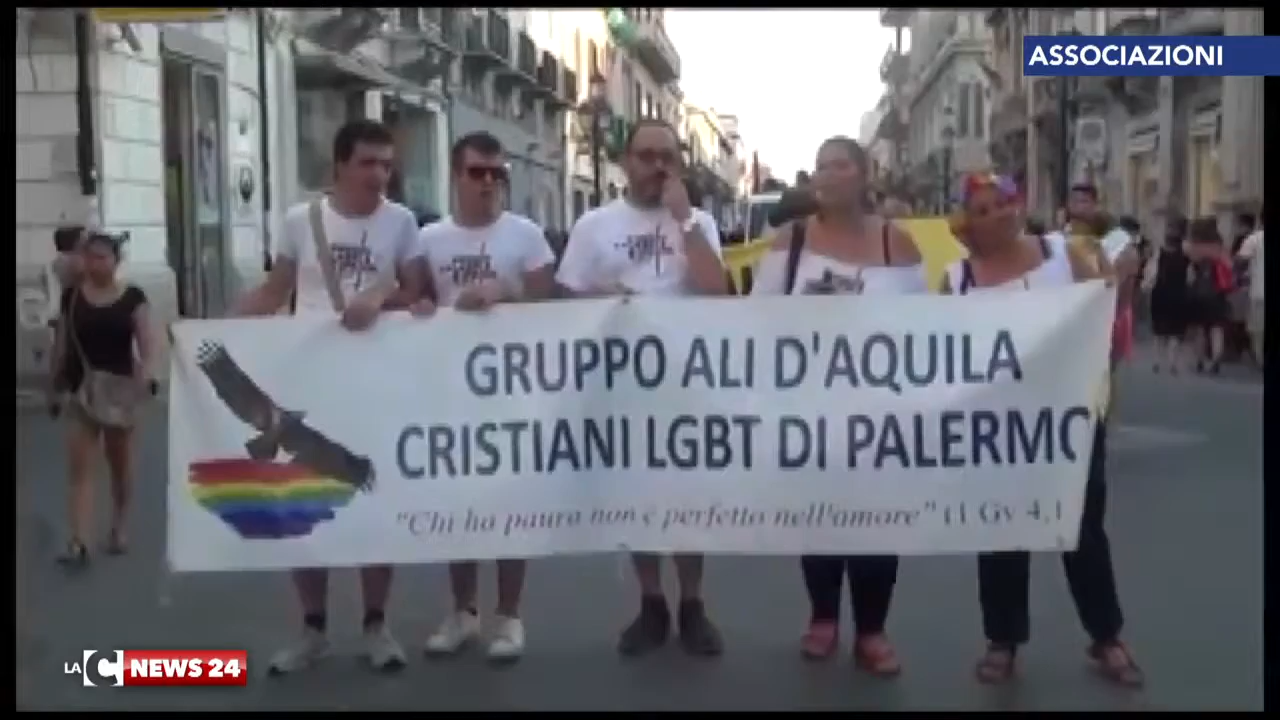 ASSOCIAZIONI
GRUPPO ALI D'AQUILA
CRISTIANI LGBT DI PALERMO
"Chi ha paura non è perfetto nell'amore" (1 Gv 4,1
LA C NEWS 24